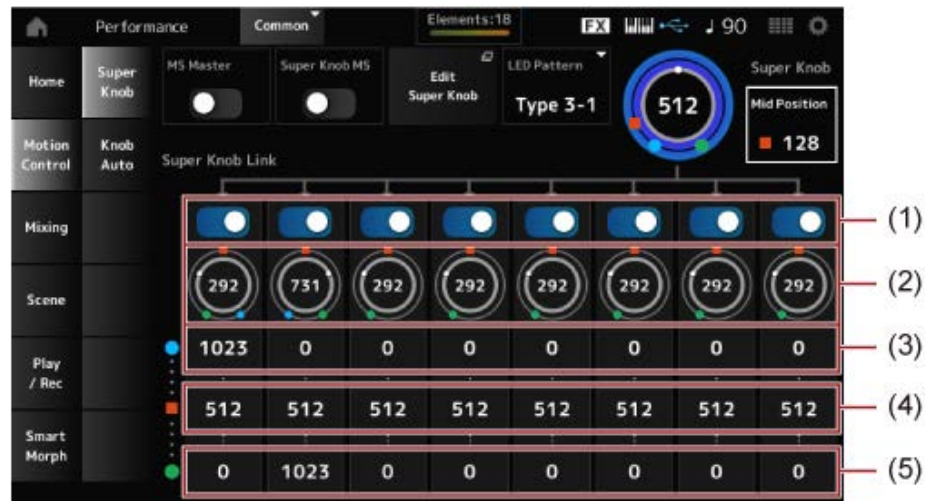 Performance Common Elements:18 FX ♩ 90
Home Super Knob MS Master Super Knob MS Edit Super Knob LED Pattern Type 3-1 512 Super Knob Mid Position 128
Motion Control Knob Auto Super Knob Link
Mixing (1)
Scene 292 731 292 292 292 292 292 292 (2)
1023 0 0 0 0 0 0 0 (3)
Play / Rec
512 512 512 512 512 512 512 512 (4)
Smart Morph
0 1023 0 0 0 0 0 0 (5)